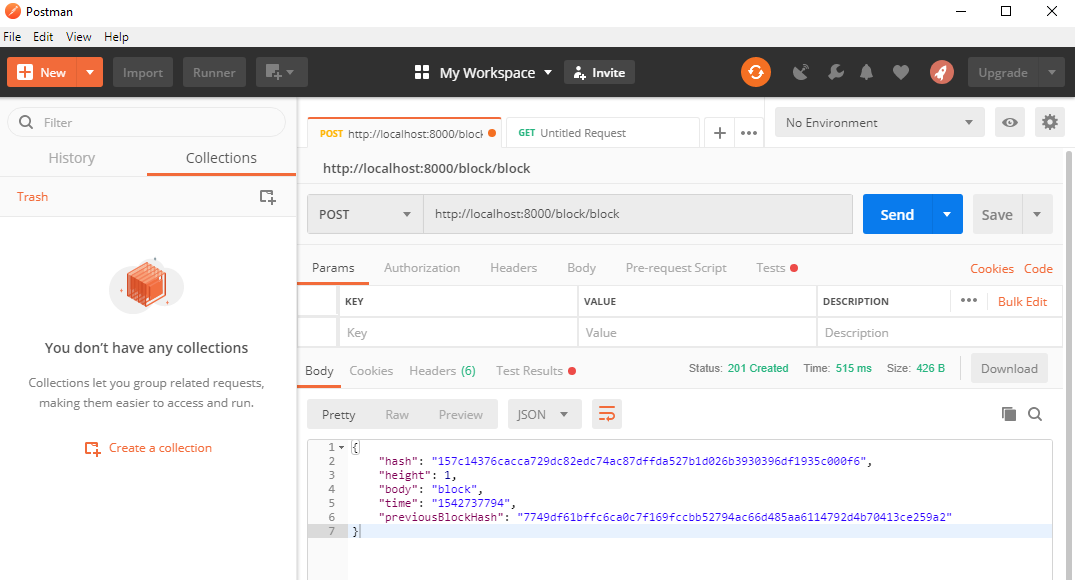 Postman
File Edit View Help
New Import Runner My Workspace Invite Upgrade
Filter
History Collections
Trash
You don't have any collections
Collections let you group related requests,
making them easier to access and run.
Create a collection
POST http://localhost:8000/block GET Untitled Request
No Environment
http://localhost:8000/block/block
POST http://localhost:8000/block/block Send Save
Params Authorization Headers Body Pre-request Script Tests Cookies Code
KEY VALUE DESCRIPTION Bulk Edit
Key Value Description
Body Cookies Headers (6) Test Results Status: 201 Created Time: 515 ms Size: 426 B Download
Pretty Raw Preview JSON
1 {
2 "hash": "157c14376cacca729dc82edc74ac87dffda527b1d026b3930396df1935c000f6",
3 "height": 1,
4 "body": "block",
5 "time": "1542737794",
6 "previousBlockHash": "7749df61bffc6ca0c7f169fccbb52794ac66d485aa6114792d4b70413ce259a2"
7 }